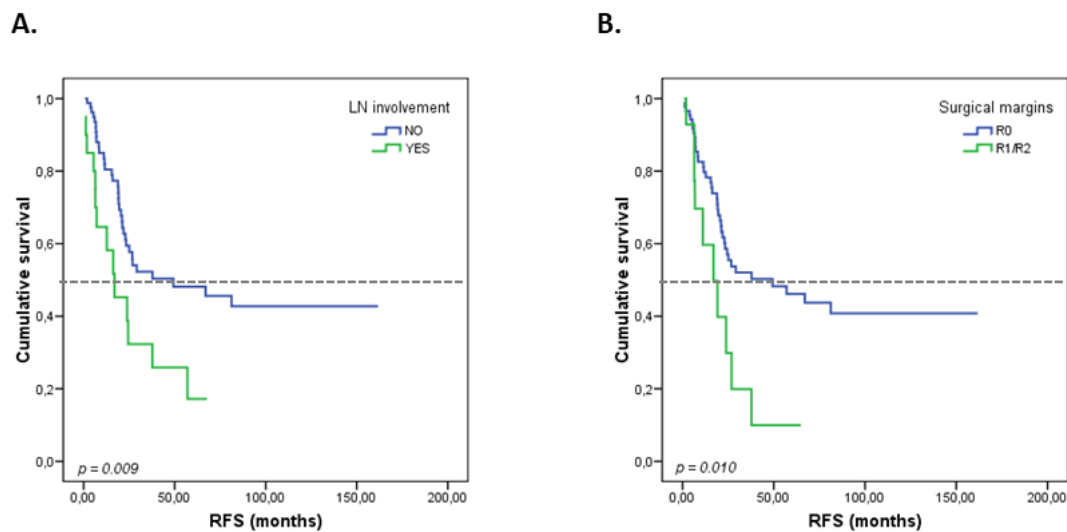 A.
LN involvement
NO
YES
Cumulative survival
1,0
0,8
0,6
0,4
0,2
0,0
p = 0.009
0,00 50,00 100,00 150,00 200,00
RFS (months)
B.
Surgical margins
R0
R1/R2
Cumulative survival
1,0
0,8
0,6
0,4
0,2
0,0
p = 0.010
0,00 50,00 100,00 150,00 200,00
RFS (months)